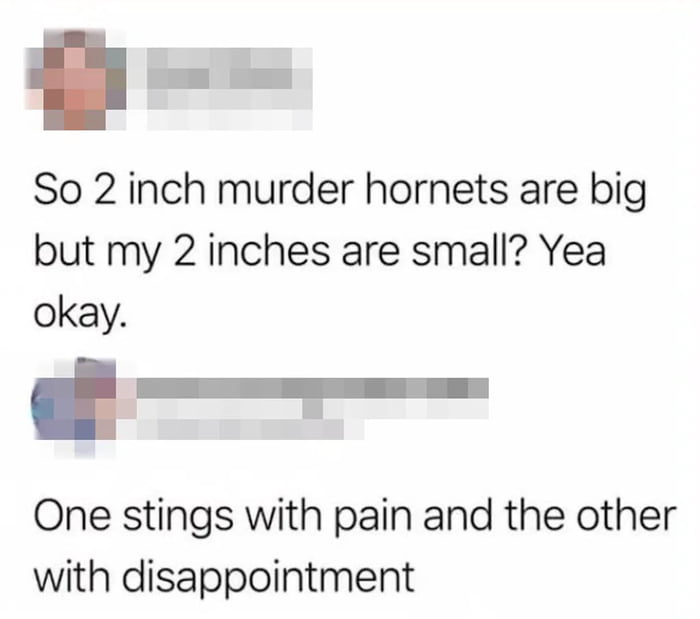 So 2 inch murder hornets are big
but my 2 inches are small? Yea
okay.
One stings with pain and the other
with disappointment